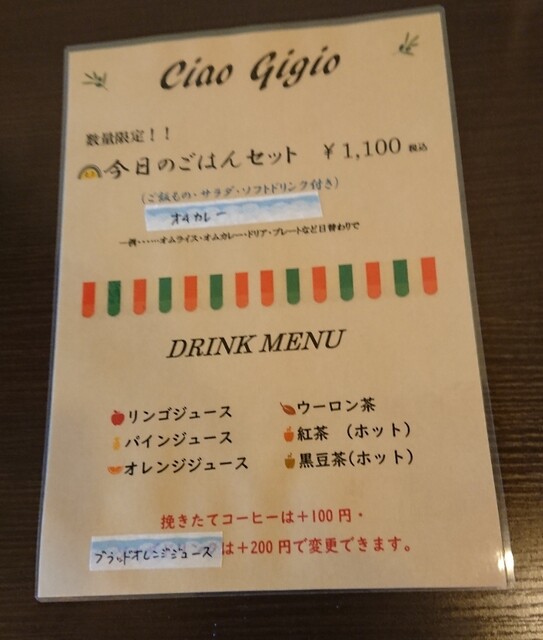 Ciao Gigio
数量限定！！
今日のごはんセット ￥1,100 税込
(ご飯もの・サラダ・ソフトドリンク付き)
オムカレー
一例・・・・・・オムライス・オムカレー・ドリア・プレートなど日替わりで
DRINK MENU
リンゴジュース
パインジュース
オレンジジュース
ウーロン茶
紅茶 (ホット)
黒豆茶(ホット)
挽きたてコーヒーは＋100円・
ブラッドオレンジジュースは＋200円で変更できます。